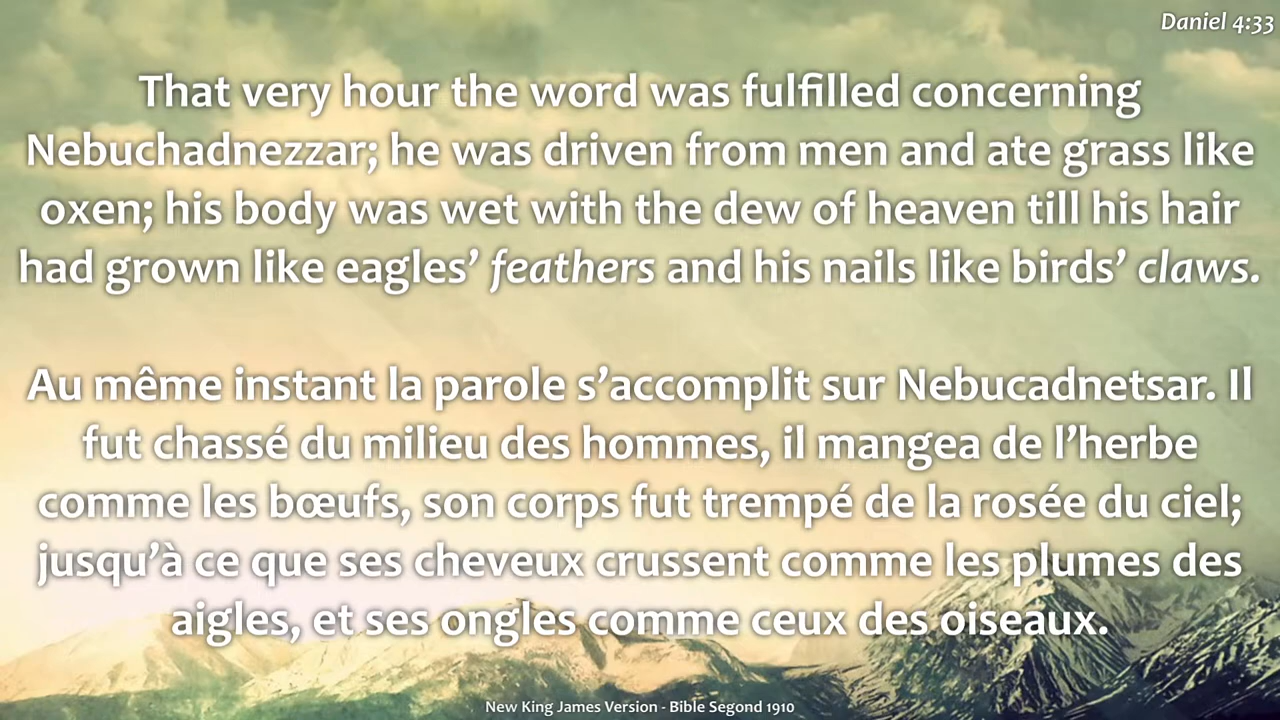 Daniel 4:33
That very hour the word was fulfilled concerning
Nebuchadnezzar; he was driven from men and ate grass like
oxen; his body was wet with the dew of heaven till his hair
had grown like eagles’ feathers and his nails like birds’ claws.
Au même instant la parole s’accomplit sur Nebucadnetsar. Il
fut chassé du milieu des hommes, il mangea de l’herbe
comme les bœufs, son corps fut trempé de la rosée du ciel;
jusqu’à ce que ses cheveux crussent comme les plumes des
aigles, et ses ongles comme ceux des oiseaux.
New King James Version - Bible Segond 1910